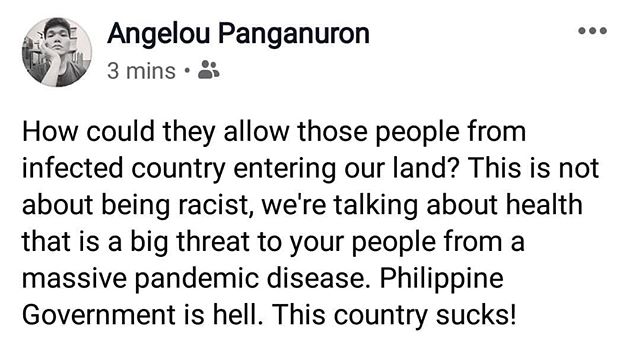 Angelou Panganuron
3 mins •
How could they allow those people from
infected country entering our land? This is not
about being racist, we're talking about health
that is a big threat to your people from a
massive pandemic disease. Philippine
Government is hell. This country sucks!